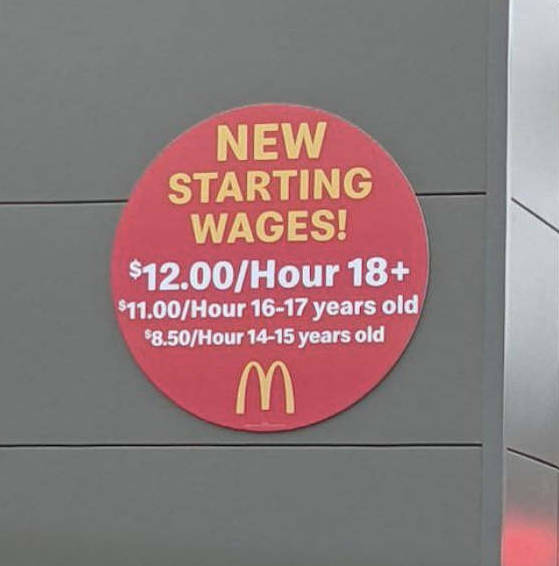 NEW
STARTING
WAGES!
$12.00/Hour 18+
$11.00/Hour 16-17 years old
$8.50/Hour 14-15 years old